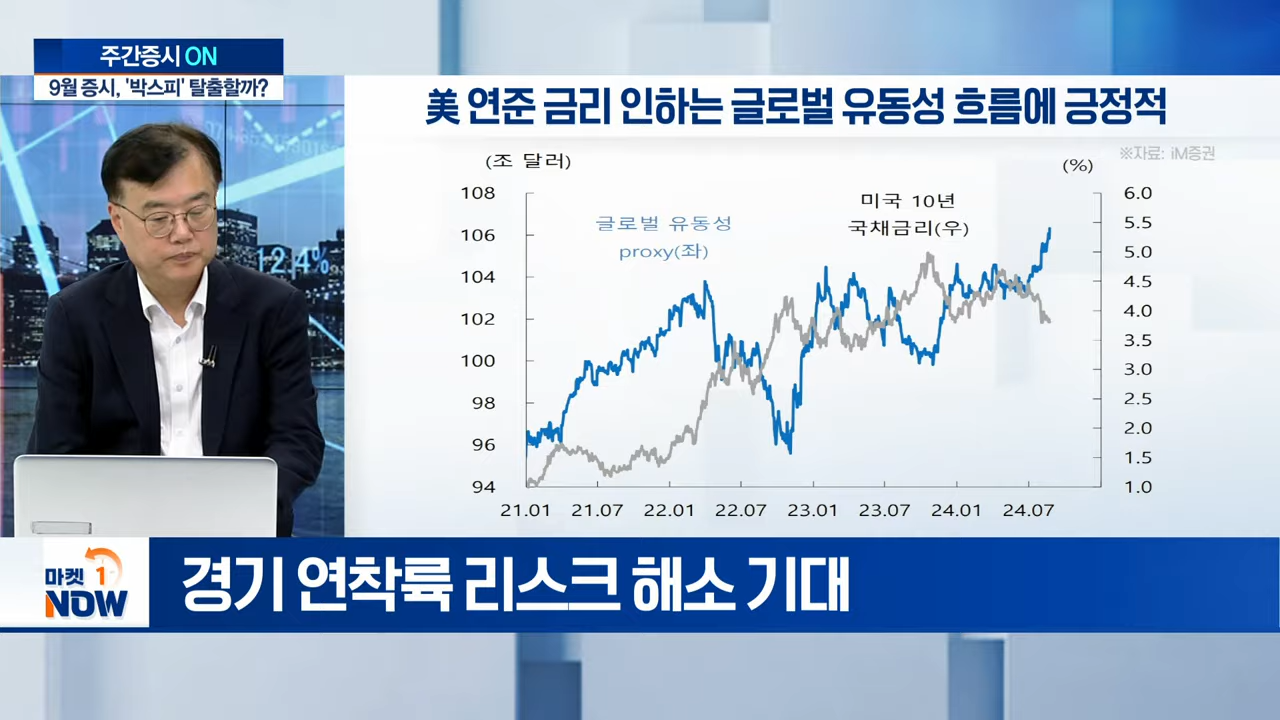 주간증시 ON
9월 증시, '박스피' 탈출할까?
12.4%
美 연준 금리 인하는 글로벌 유동성 흐름에 긍정적
※자료: iM증권
(조 달러)
(%)
글로벌 유동성
proxy(좌)
미국 10년
국채금리(우)
108
106
104
102
100
98
96
94
6.0
5.5
5.0
4.5
4.0
3.5
3.0
2.5
2.0
1.5
1.0
21.01 21.07 22.01 22.07 23.01 23.07 24.01 24.07
마켓 1
NOW
경기 연착륙 리스크 해소 기대